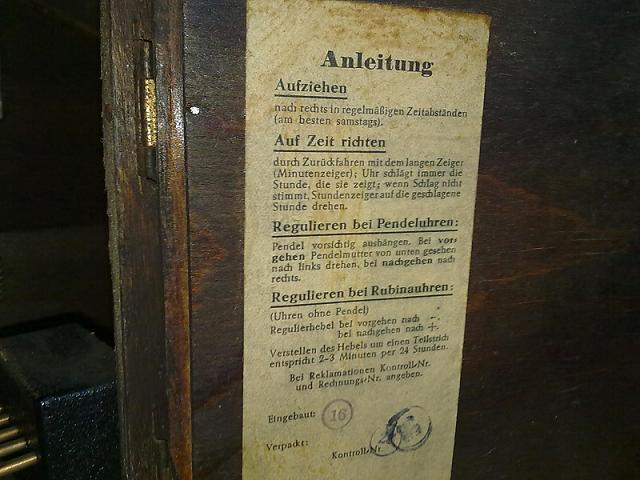 Anleitung
Aufziehen
nach rechts in regelmäßigen Zeitabständen
(am besten samstags).
Auf Zeit richten
durch Zurückfahren mit dem langen Zeiger
(Minutenzeiger); Uhr schlägt immer die
Stunde, die sie zeigt; wenn Schlag nicht
stimmt, Stundenzeiger auf die geschlagene
Stunde drehen.
Regulieren bei Pendeluhren:
Pendel vorsichtig aushängen. Bei vor-
gehen Pendelmutter von unten gesehen
nach links drehen, bei nachgehen nach
rechts.
Regulieren bei Rubinauhren:
(Uhren ohne Pendel)
Regulierhebel bei vorgehen nach -.
bei nachgehen nach +.
Verstellen des Hebels um einen Teilstrich
entspricht 2-3 Minuten per 24 Stunden.
Bei Reklamationen Kontroll-Nr.
und Rechnungs-Nr. angeben.
Eingebaut: 16
Verpackt:
Kontroll-Nr.